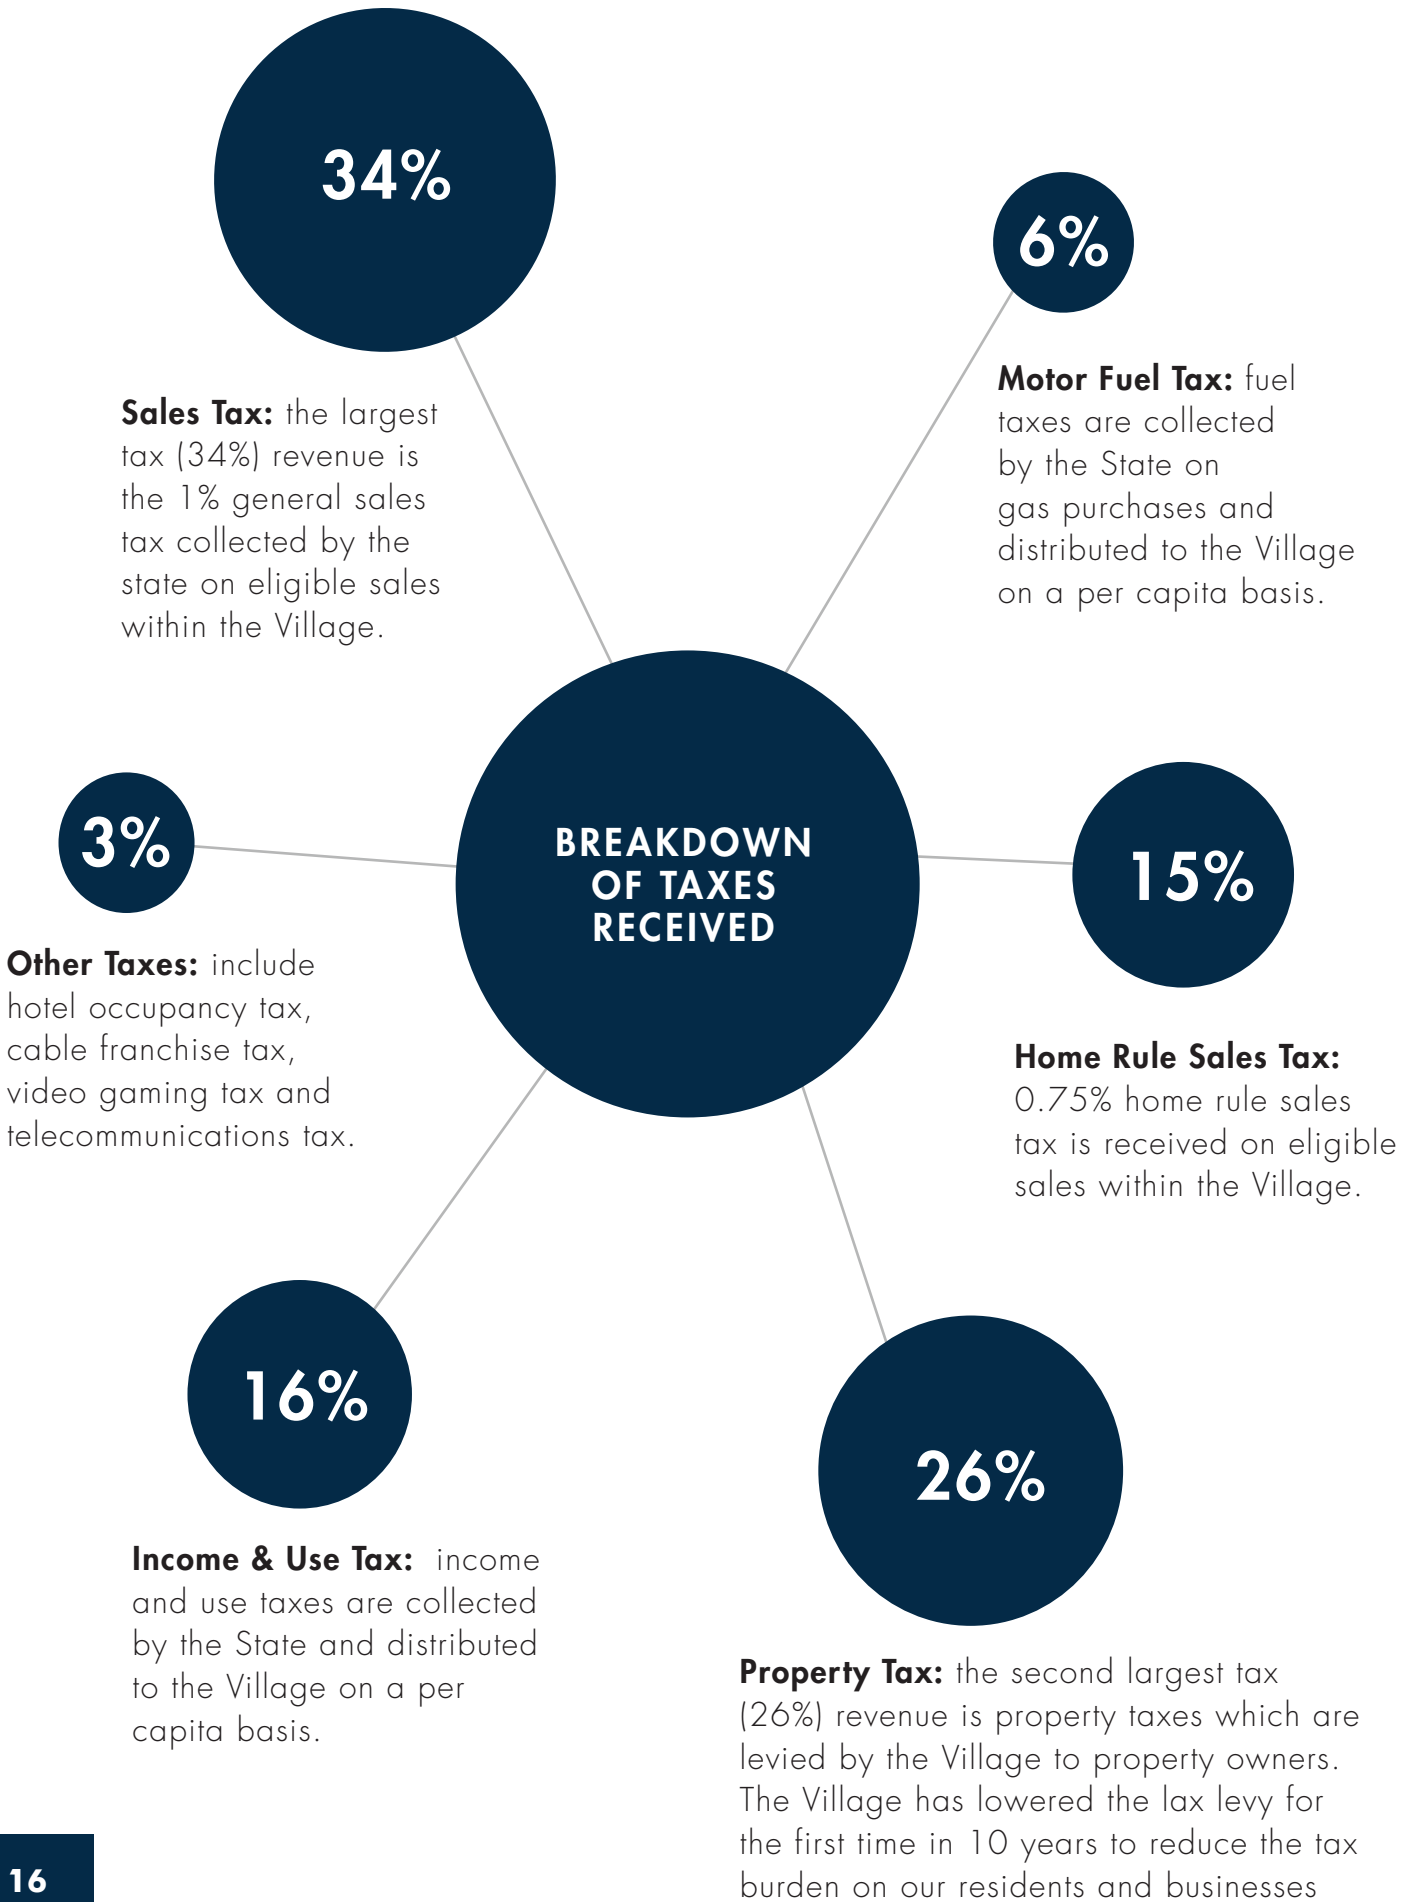 34%
Sales Tax: the largest
tax (34%) revenue is
the 1% general sales
tax collected by the
state on eligible sales
within the Village.
6%
Motor Fuel Tax: fuel
taxes are collected
by the State on
gas purchases and
distributed to the Village
on a per capita basis.
BREAKDOWN
OF TAXES
RECEIVED
3%
Other Taxes: include
hotel occupancy tax,
cable franchise tax,
video gaming tax and
telecommunications tax.
15%
Home Rule Sales Tax:
0.75% home rule sales
tax is received on eligible
sales within the Village.
16%
Income & Use Tax: income
and use taxes are collected
by the State and distributed
to the Village on a per
capita basis.
26%
Property Tax: the second largest tax
(26%) revenue is property taxes which are
levied by the Village to property owners.
The Village has lowered the lax levy for
the first time in 10 years to reduce the tax
burden on our residents and businesses
16